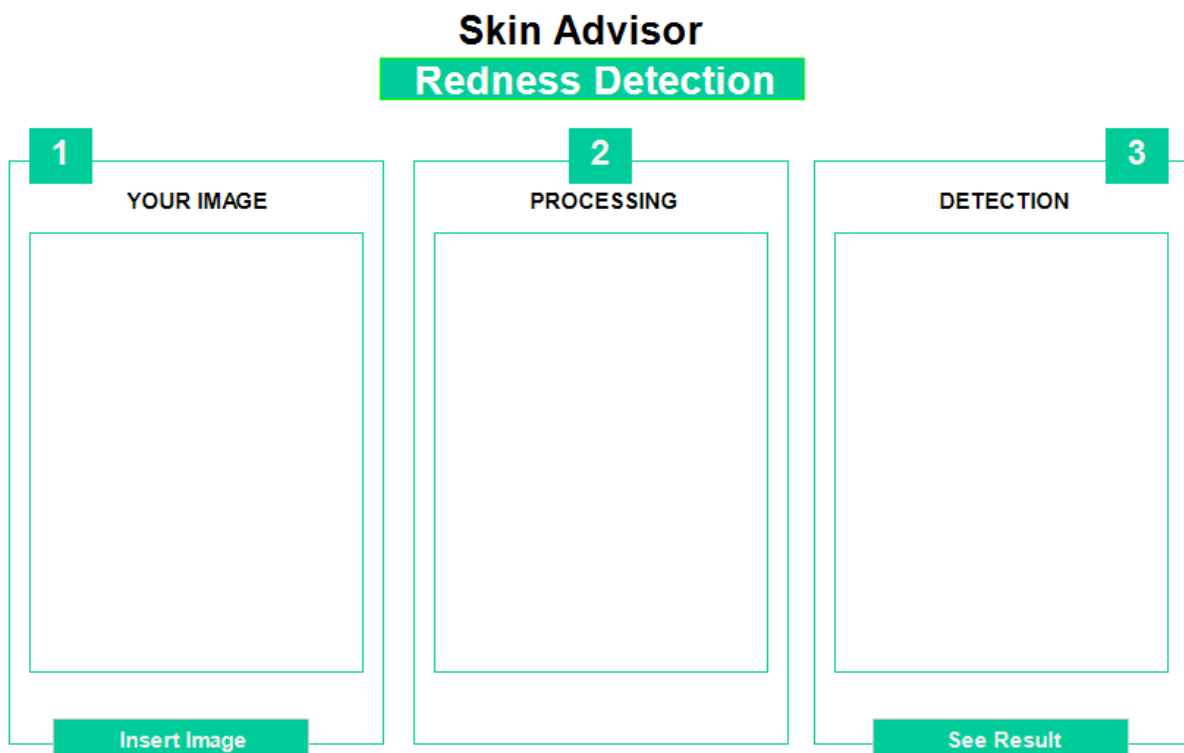 Skin Advisor
Redness Detection
1
2
3
YOUR IMAGE
PROCESSING
DETECTION
Insert Image
See Result